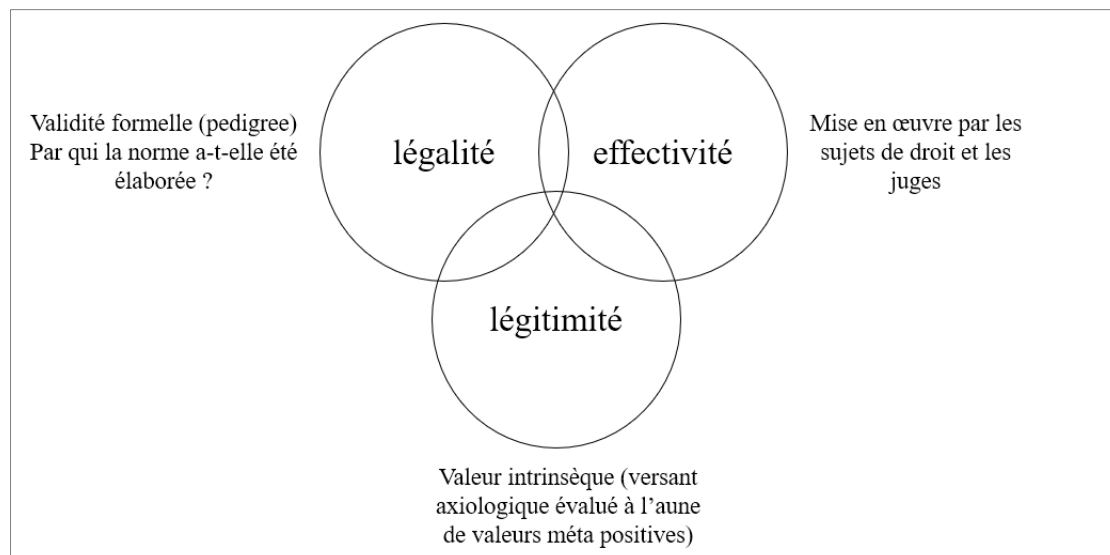 Validité formelle (pedigree)
Par qui la norme a-t-elle été
élaborée ?
légalité
effectivité
Mise en œuvre par les
sujets de droit et les
juges
légitimité
Valeur intrinsèque (versant
axiologique évalué à l’aune
de valeurs méta positives)